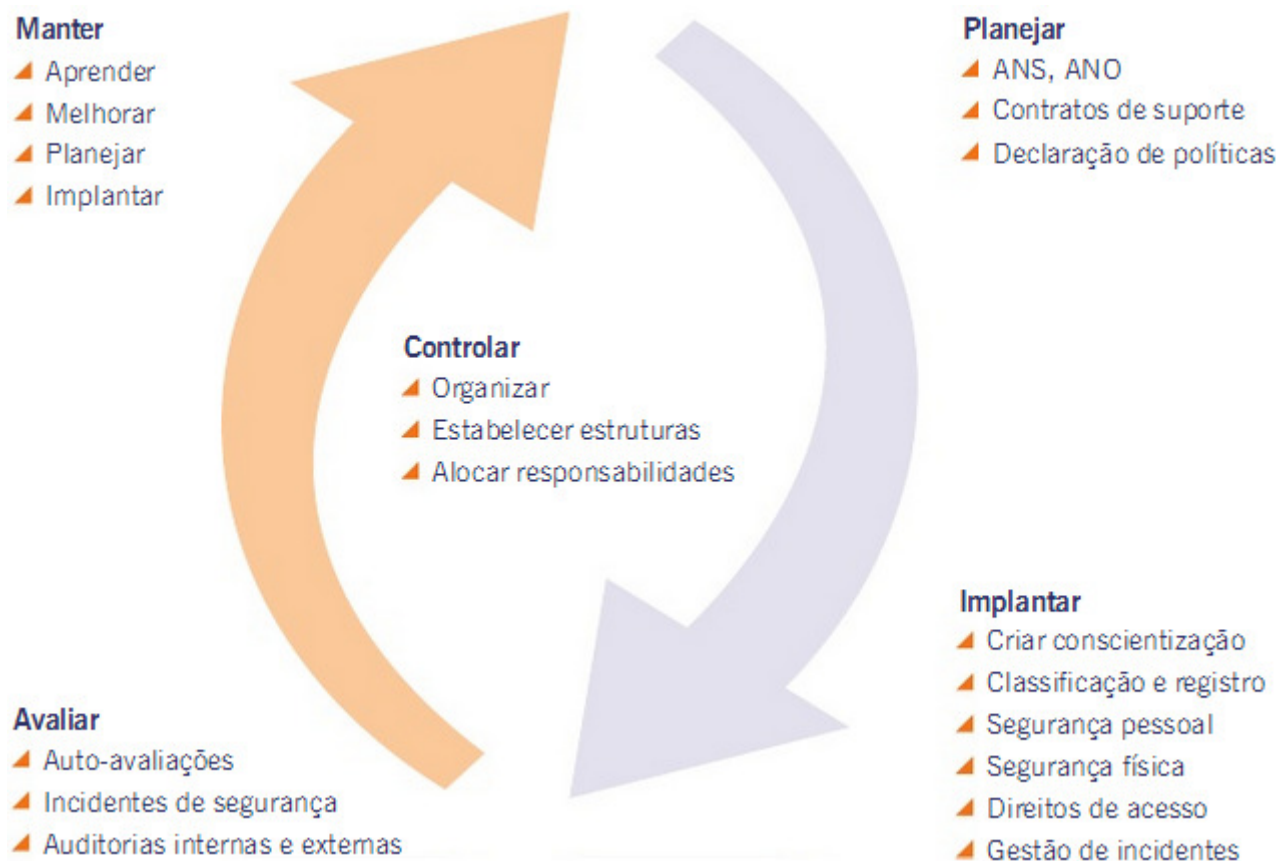 Manter
Aprender
Melhorar
Planejar
Implantar
Planejar
ANS, ANO
Contratos de suporte
Declaração de políticas
Controlar
Organizar
Estabelecer estruturas
Alocar responsabilidades
Implantar
Criar conscientização
Classificação e registro
Segurança pessoal
Segurança física
Direitos de acesso
Gestão de incidentes
Avaliar
Auto-avaliações
Incidentes de segurança
Auditorias internas e externas